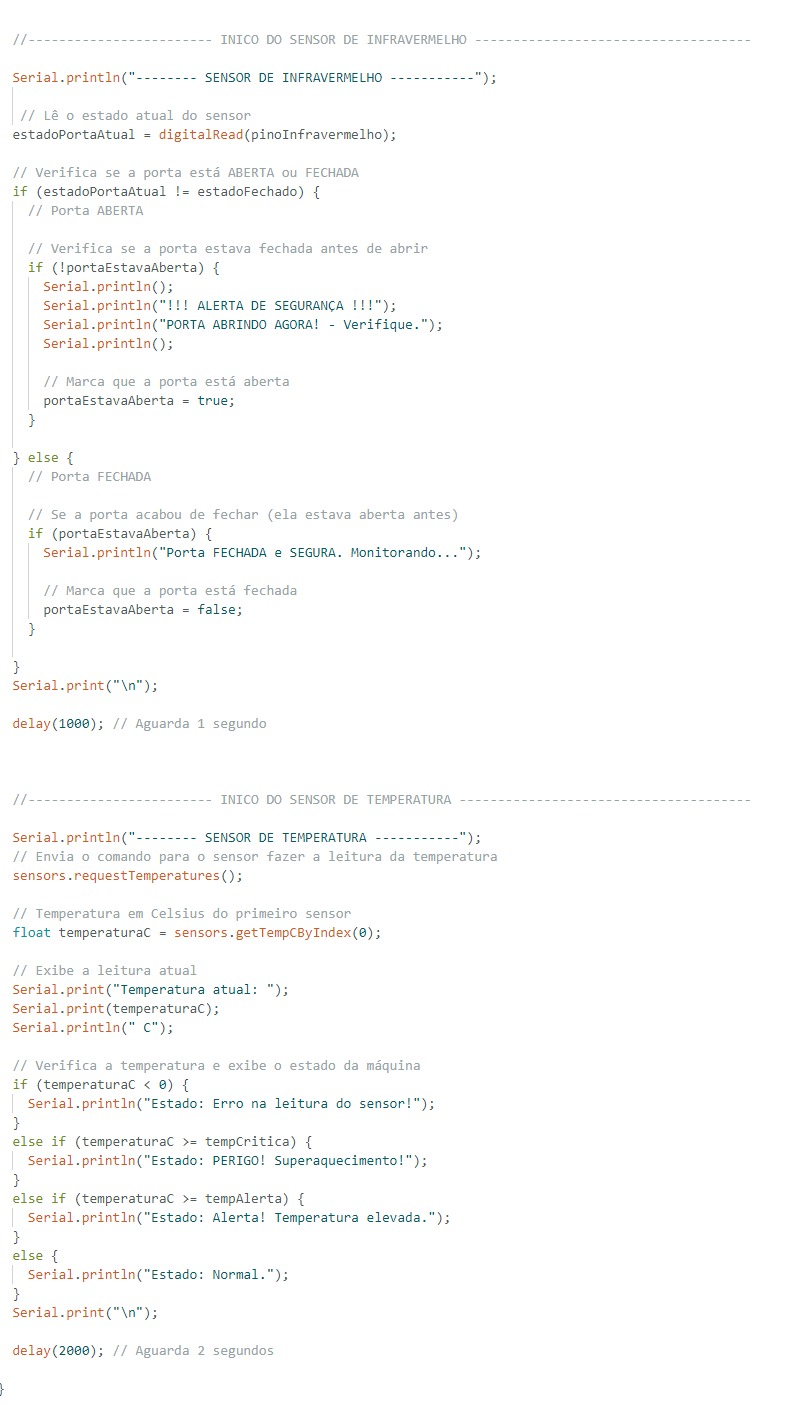 //------------------------ INICO DO SENSOR DE INFRAVERMELHO ------------------------------------
Serial.println("-------- SENSOR DE INFRAVERMELHO -----------");
// Lê o estado atual do sensor
estadoPortaAtual = digitalRead(pinoInfravermelho);
// Verifica se a porta está ABERTA ou FECHADA
if (estadoPortaAtual != estadoFechado) {
// Porta ABERTA
// Verifica se a porta estava fechada antes de abrir
if (!portaEstavaAberta) {
Serial.println();
Serial.println("!!! ALERTA DE SEGURANÇA !!!");
Serial.println("PORTA ABRINDO AGORA! - Verifique.");
Serial.println();
// Marca que a porta está aberta
portaEstavaAberta = true;
}
} else {
// Porta FECHADA
// Se a porta acabou de fechar (ela estava aberta antes)
if (portaEstavaAberta) {
Serial.println("Porta FECHADA e SEGURA. Monitorando...");
// Marca que a porta está fechada
portaEstavaAberta = false;
}
}
Serial.print("\n");
delay(1000); // Aguarda 1 segundo
//------------------------ INICO DO SENSOR DE TEMPERATURA --------------------------------------
Serial.println("-------- SENSOR DE TEMPERATURA -----------");
// Envia o comando para o sensor fazer a leitura da temperatura
sensors.requestTemperatures();
// Temperatura em Celsius do primeiro sensor
float temperaturaC = sensors.getTempCByIndex(0);
// Exibe a leitura atual
Serial.print("Temperatura atual: ");
Serial.print(temperaturaC);
Serial.println(" C");
// Verifica a temperatura e exibe o estado da máquina
if (temperaturaC < 0) {
Serial.println("Estado: Erro na leitura do sensor!");
}
else if (temperaturaC >= tempCritica) {
Serial.println("Estado: PERIGO! Superaquecimento!");
}
else if (temperaturaC >= tempAlerta) {
Serial.println("Estado: Alerta! Temperatura elevada.");
}
else {
Serial.println("Estado: Normal.");
}
Serial.print("\n");
delay(2000); // Aguarda 2 segundos
}